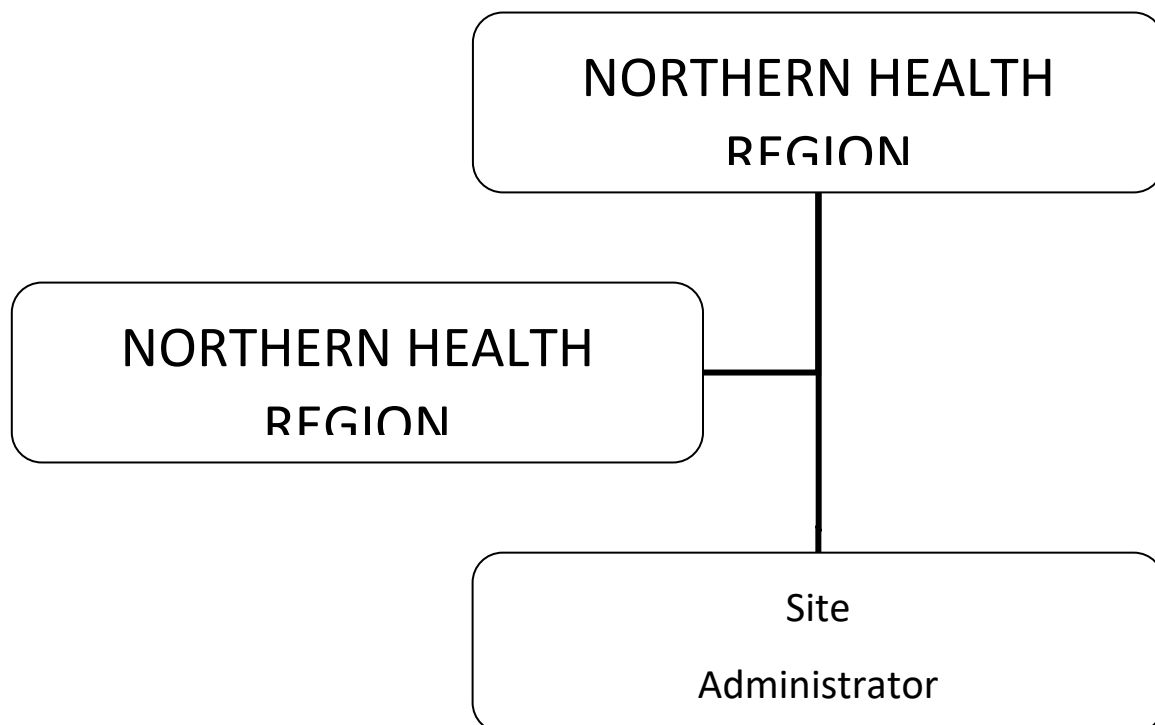 NORTHERN HEALTH
REGION
NORTHERN HEALTH
REGION
Site
Administrator